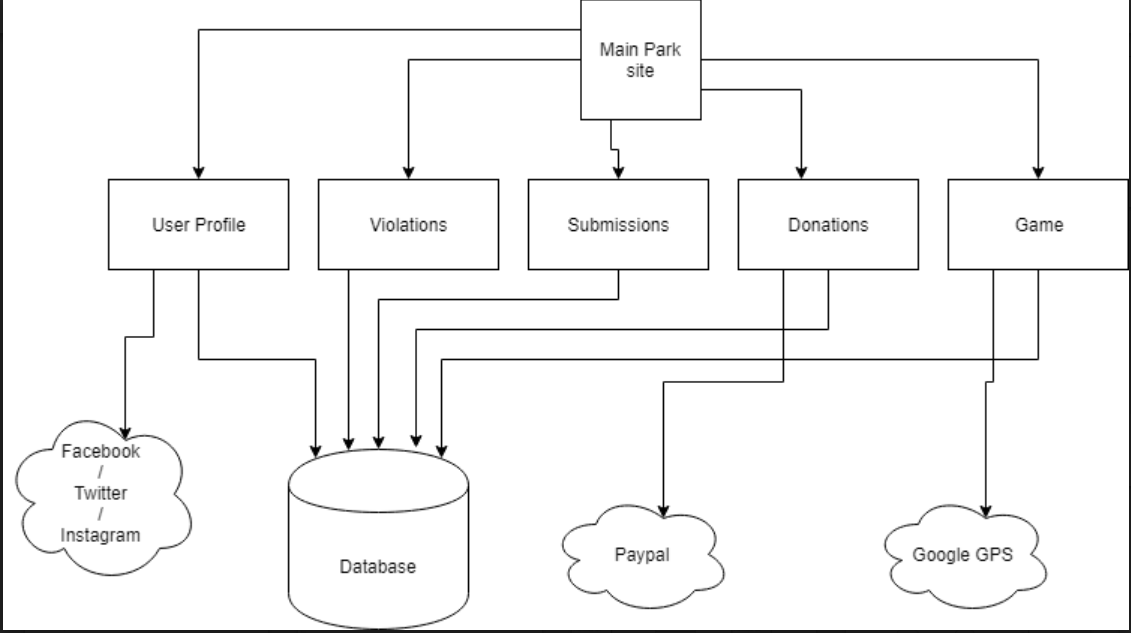 Main Park
site
User Profile
Violations
Submissions
Donations
Game
Facebook
/
Twitter
/
Instagram
Database
Paypal
Google GPS